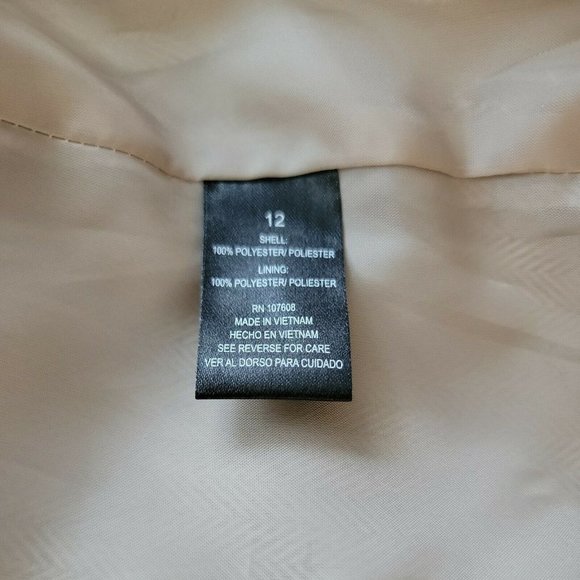 12
SHELL:
100% POLYESTER/ POLIESTER
LINING:
100% POLYESTER/ POLIESTER
RN 107608
MADE IN VIETNAM
HECHO EN VIETNAM
SEE REVERSE FOR CARE
VER AL DORSO PARA CUIDADO